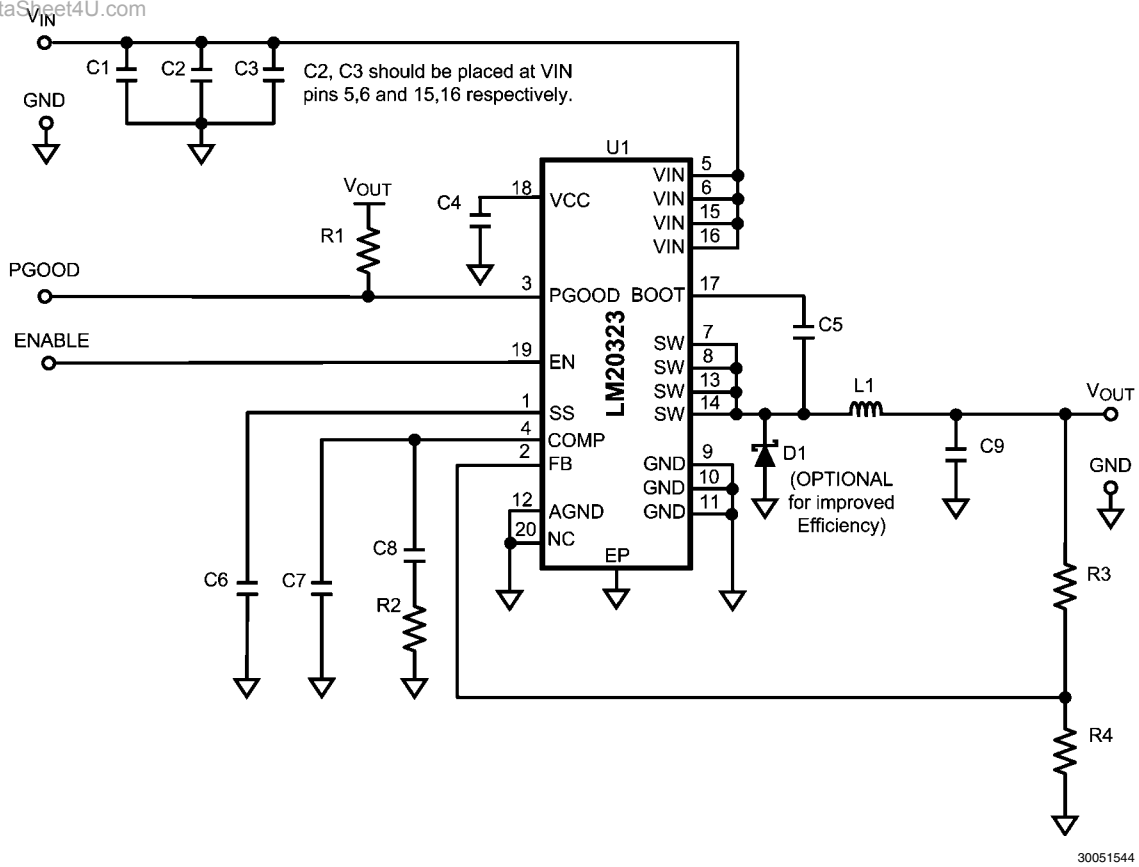 taSheet4U.com
VIN
C1
C2
C3
C2, C3 should be placed at VIN
pins 5,6 and 15,16 respectively.
GND
U1
VOUT
R1
C4
18
VCC
VIN
5
VIN
6
VIN
15
VIN
16
PGOOD
3
PGOOD
BOOT
17
C5
ENABLE
19
EN
LM20323
SW
7
SW
8
SW
13
SW
14
L1
VOUT
1
SS
4
COMP
2
FB
GND
9
GND
10
GND
11
D1
(OPTIONAL
for improved
Efficiency)
C9
GND
12
AGND
20
NC
EP
C6
C7
C8
R2
R3
R4
30051544